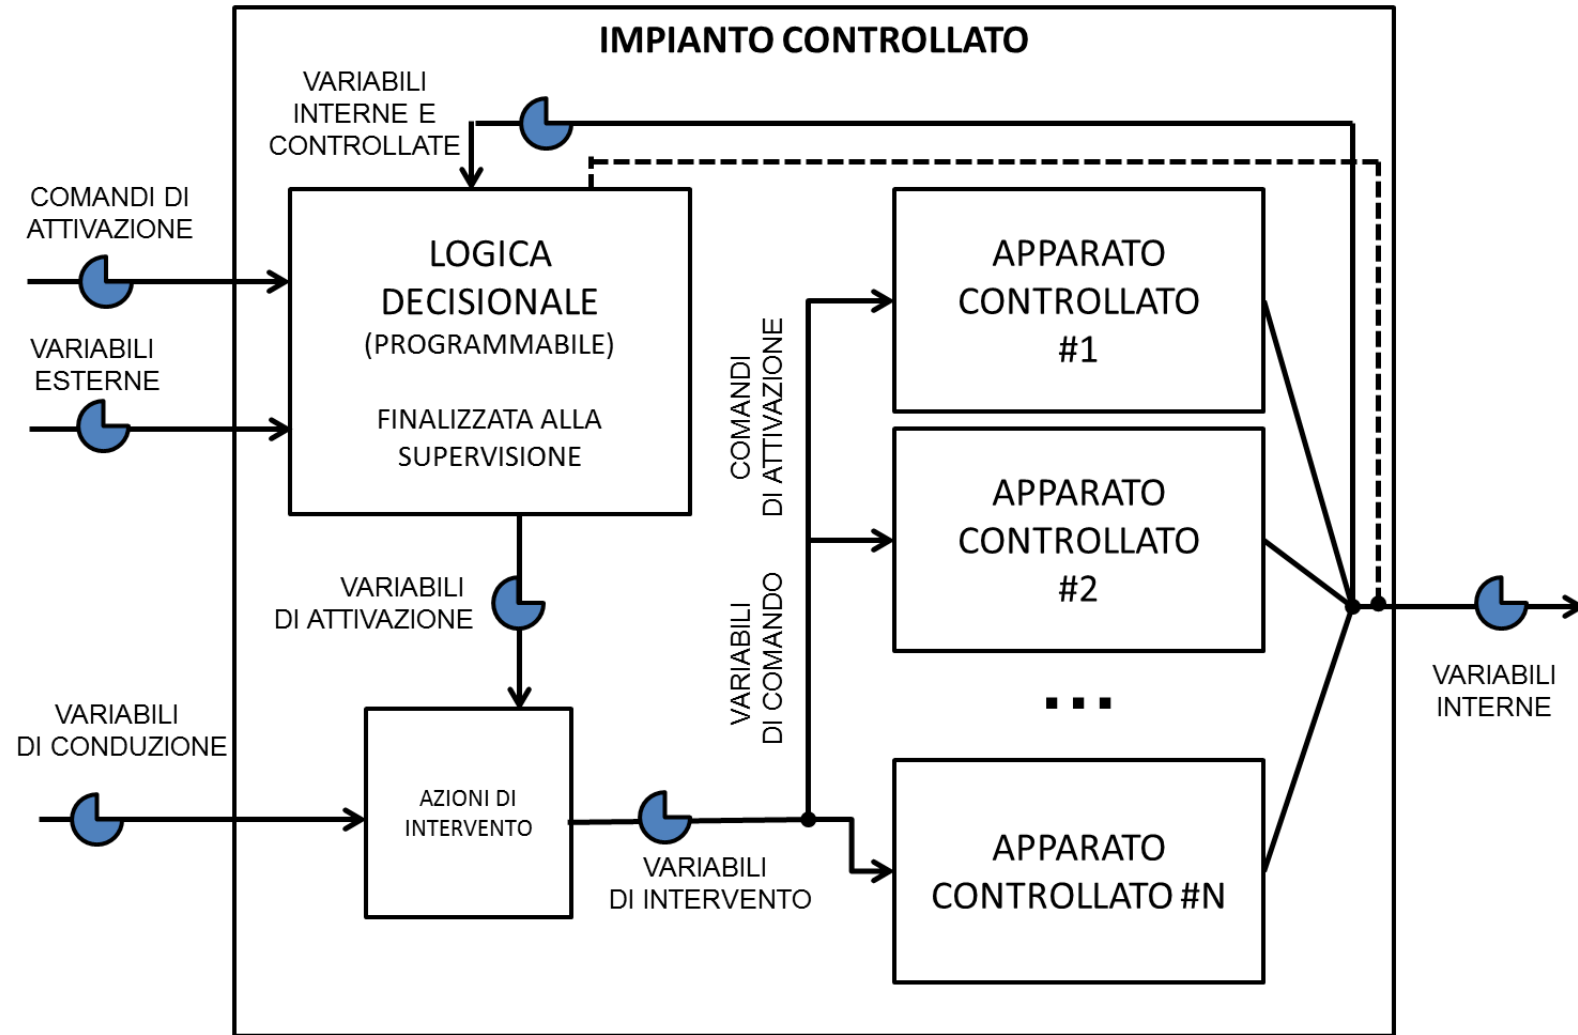 IMPIANTO CONTROLLATO
VARIABILI
INTERNE E
CONTROLLATE
COMANDI DI
ATTIVAZIONE
VARIABILI
ESTERNE
LOGICA
DECISIONALE
(PROGRAMMABILE)
FINALIZZATA ALLA
SUPERVISIONE
APPARATO
CONTROLLATO
#1
COMANDI
DI ATTIVAZIONE
APPARATO
CONTROLLATO
#2
VARIABILI
DI ATTIVAZIONE
VARIABILI
DI COMANDO
...
VARIABILI
INTERNE
VARIABILI
DI CONDUZIONE
AZIONI DI
INTERVENTO
VARIABILI
DI INTERVENTO
APPARATO
CONTROLLATO #N